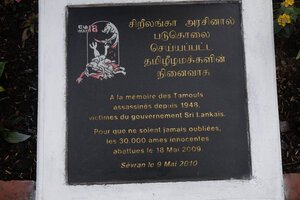 சிறீலங்கா அரசினால்
படுகொலை
செய்யப்பட்ட
தமிழீழமக்களின்
நினைவாக
A la mémoire des Tamouls
assassinés depuis 1948,
victimes du gouvernement Sri Lankais.
Pour que ne soient jamais oubliées,
les 30.000 ames innocentes
abattues le 18 Mai 2009.
Sevran le 9 Mai 2010